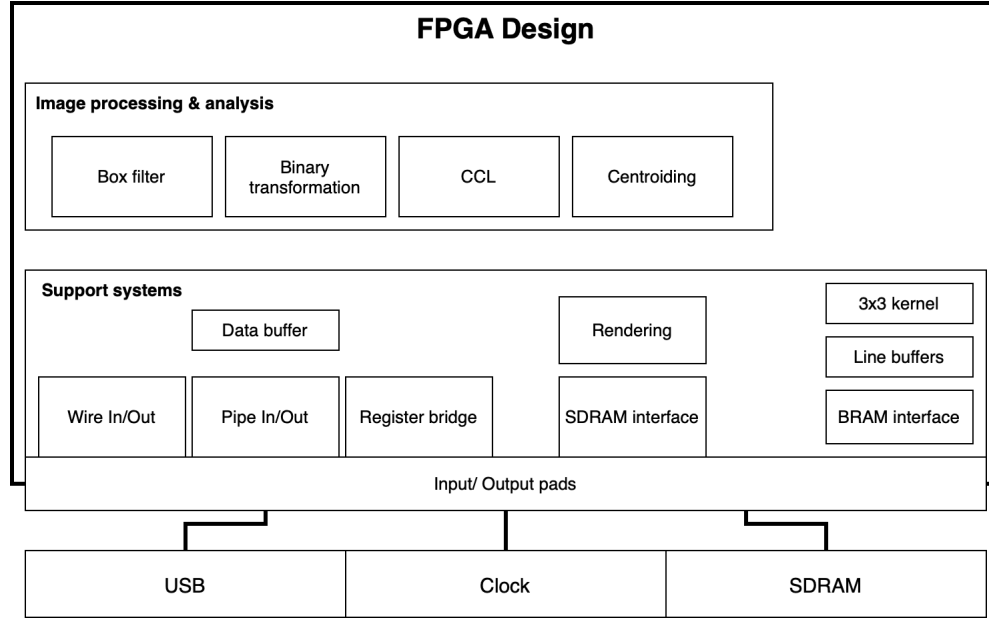 FPGA Design
Image processing & analysis
Box filter
Binary
transformation
CCL
Centroiding
Support systems
Data buffer
Rendering
3x3 kernel
Line buffers
Wire In/Out
Pipe In/Out
Register bridge
SDRAM interface
BRAM interface
Input/ Output pads
USB
Clock
SDRAM